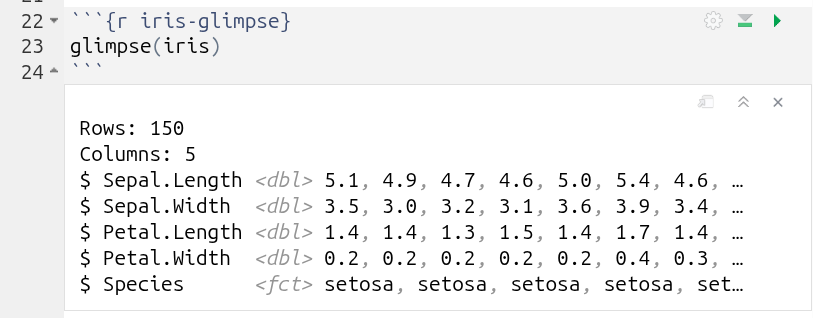 22 ```{r iris-glimpse}
23 glimpse(iris)
24 ```
Rows: 150
Columns: 5
$ Sepal.Length <dbl> 5.1, 4.9, 4.7, 4.6, 5.0, 5.4, 4.6, …
$ Sepal.Width  <dbl> 3.5, 3.0, 3.2, 3.1, 3.6, 3.9, 3.4, …
$ Petal.Length <dbl> 1.4, 1.4, 1.3, 1.5, 1.4, 1.7, 1.4, …
$ Petal.Width  <dbl> 0.2, 0.2, 0.2, 0.2, 0.2, 0.4, 0.3, …
$ Species      <fct> setosa, setosa, setosa, setosa, set…